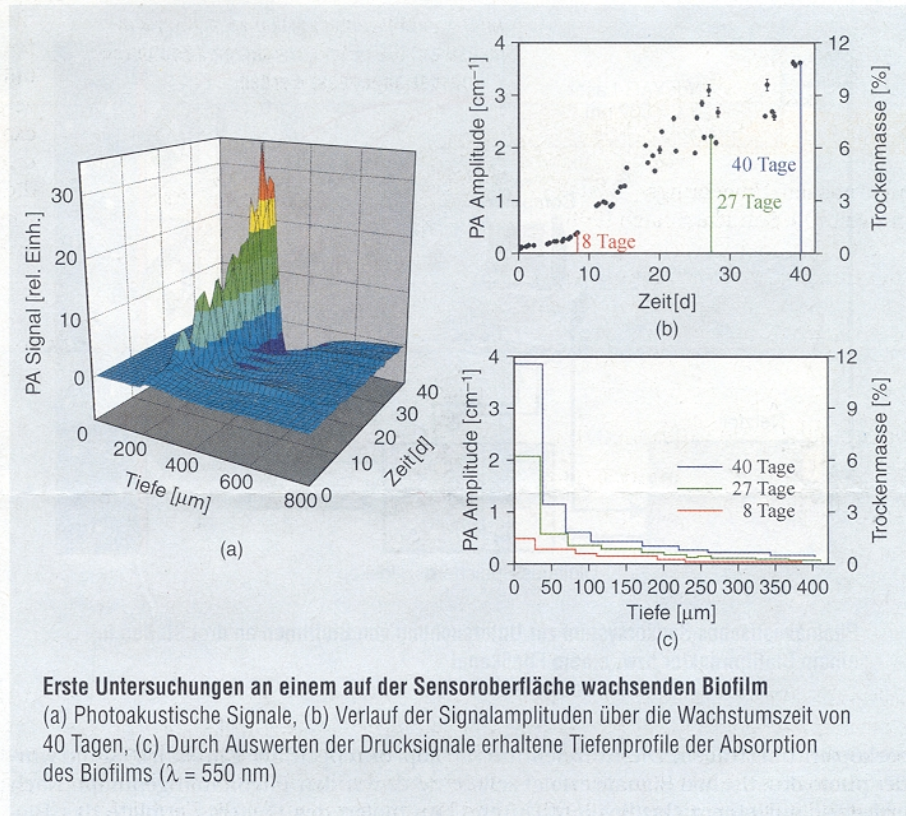 PA Signal [rel. Einh.]
30
20
10
0
0
200
400
600
800
Tiefe [µm]
0
10
20
30
40
Zeit[d]
(a)
PA Amplitude [cm⁻¹]
4
3
2
1
0
12
9
6
3
0
Trockenmasse [%]
40 Tage
27 Tage
8 Tage
0
10
20
30
40
Zeit[d]
(b)
PA Amplitude [cm⁻¹]
4
3
2
1
0
12
9
6
3
0
Trockenmasse [%]
40 Tage
27 Tage
8 Tage
0
50
100
150
200
250
300
350
400
Tiefe [µm]
(c)
Erste Untersuchungen an einem auf der Sensoroberfläche wachsenden Biofilm
(a) Photoakustische Signale, (b) Verlauf der Signalamplituden über die Wachstumszeit von
40 Tagen, (c) Durch Auswerten der Drucksignale erhaltene Tiefenprofile der Absorption
des Biofilms (λ = 550 nm)